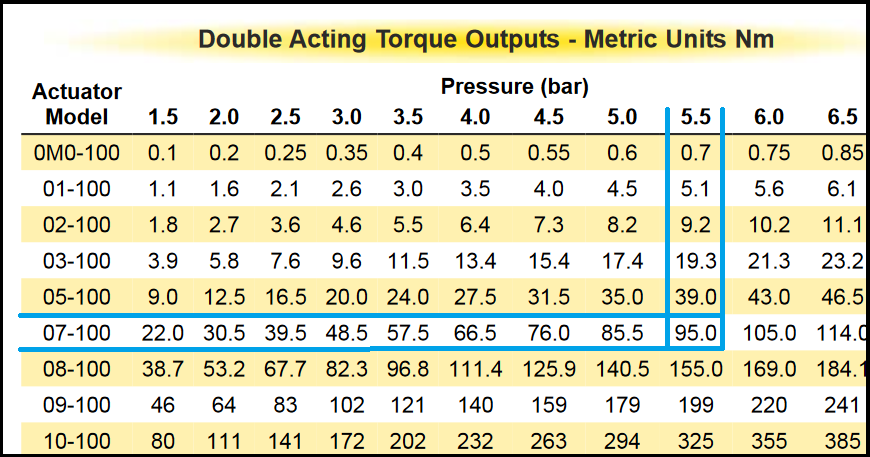 Double Acting Torque Outputs - Metric Units Nm
Pressure (bar)
Actuator
Model 1.5 2.0 2.5 3.0 3.5 4.0 4.5 5.0 5.5 6.0 6.5
0M0-100 0.1 0.2 0.25 0.35 0.4 0.5 0.55 0.6 0.7 0.75 0.85
01-100 1.1 1.6 2.1 2.6 3.0 3.5 4.0 4.5 5.1 5.6 6.1
02-100 1.8 2.7 3.6 4.6 5.5 6.4 7.3 8.2 9.2 10.2 11.1
03-100 3.9 5.8 7.6 9.6 11.5 13.4 15.4 17.4 19.3 21.3 23.2
05-100 9.0 12.5 16.5 20.0 24.0 27.5 31.5 35.0 39.0 43.0 46.5
07-100 22.0 30.5 39.5 48.5 57.5 66.5 76.0 85.5 95.0 105.0 114.0
08-100 38.7 53.2 67.7 82.3 96.8 111.4 125.9 140.5 155.0 169.0 184.1
09-100 46 64 83 102 121 140 159 179 199 220 241
10-100 80 111 141 172 202 232 263 294 325 355 385